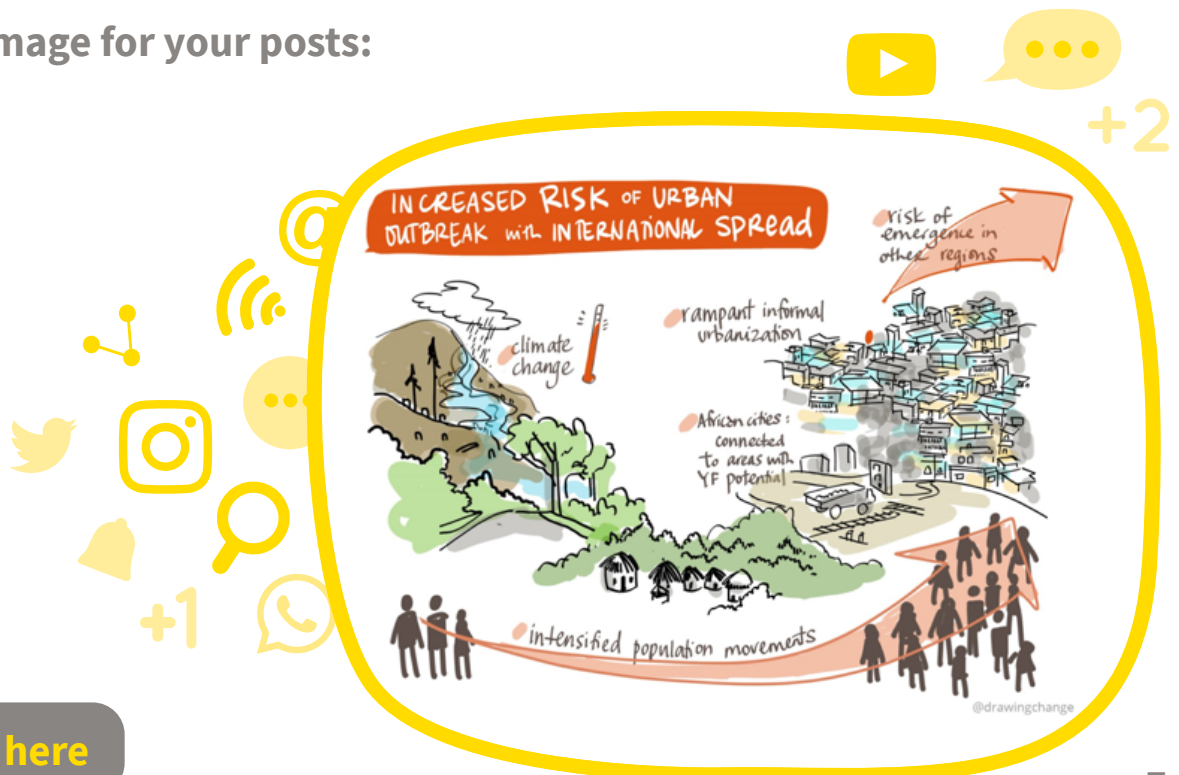 mage for your posts:
+2
@
INCREASED RISK OF URBAN
OUTBREAK with INTERNATIONAL SPREAD
risk of
emergence in
other regions
climate
change
rampant informal
urbanization
African cities:
connected
to areas with
YF potential
+1
intensified population movements
@drawingchange
here